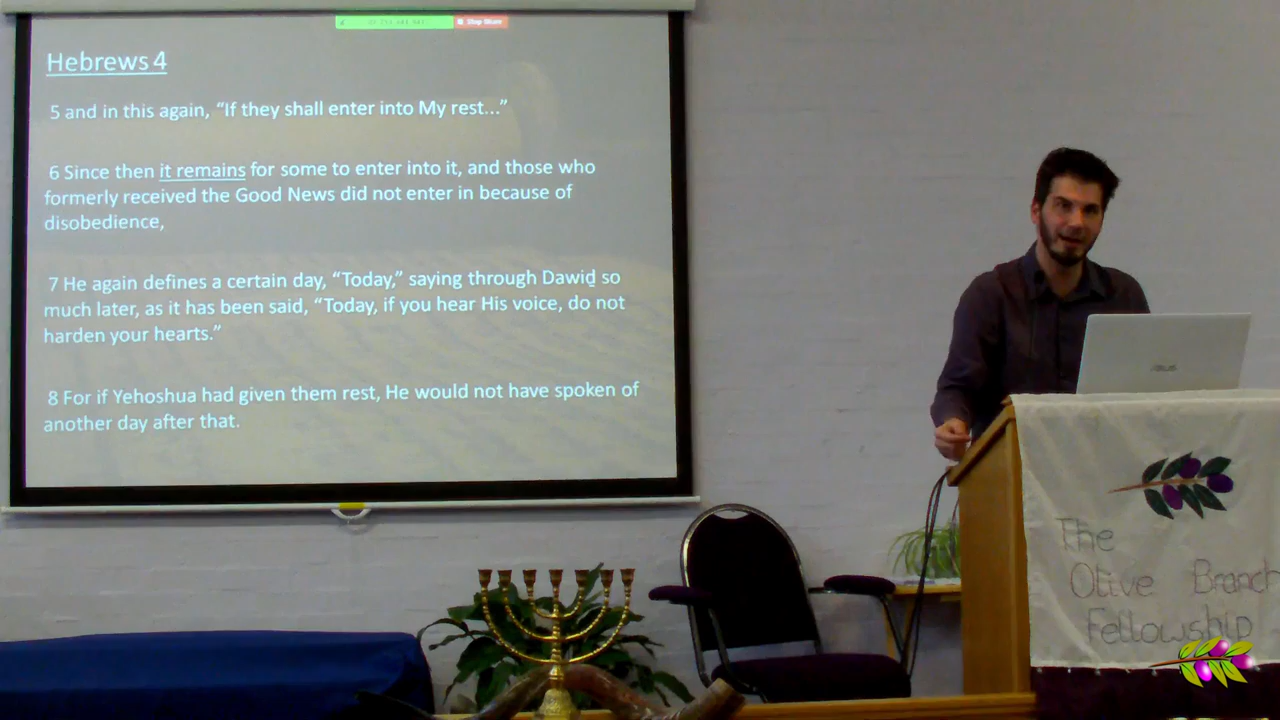 Stop Share
Hebrews 4
5 and in this again, “If they shall enter into My rest...”
6 Since then it remains for some to enter into it, and those who
formerly received the Good News did not enter in because of
disobedience,
7 He again defines a certain day, “Today,” saying through Dawiḏ so
much later, as it has been said, “Today, if you hear His voice, do not
harden your hearts.”
8 For if Yehoshua had given them rest, He would not have spoken of
another day after that.
ASUS
The
Olive Branch
Fellowship